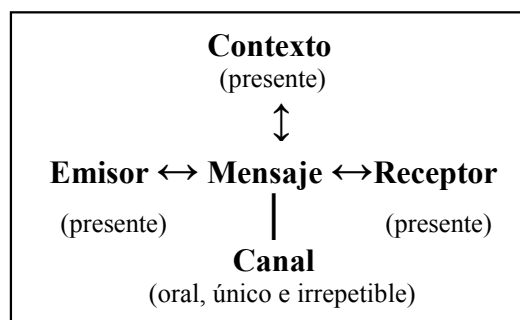 Contexto
(presente)
Emisor ↔ Mensaje ↔Receptor
(presente) (presente)
Canal
(oral, único e irrepetible)